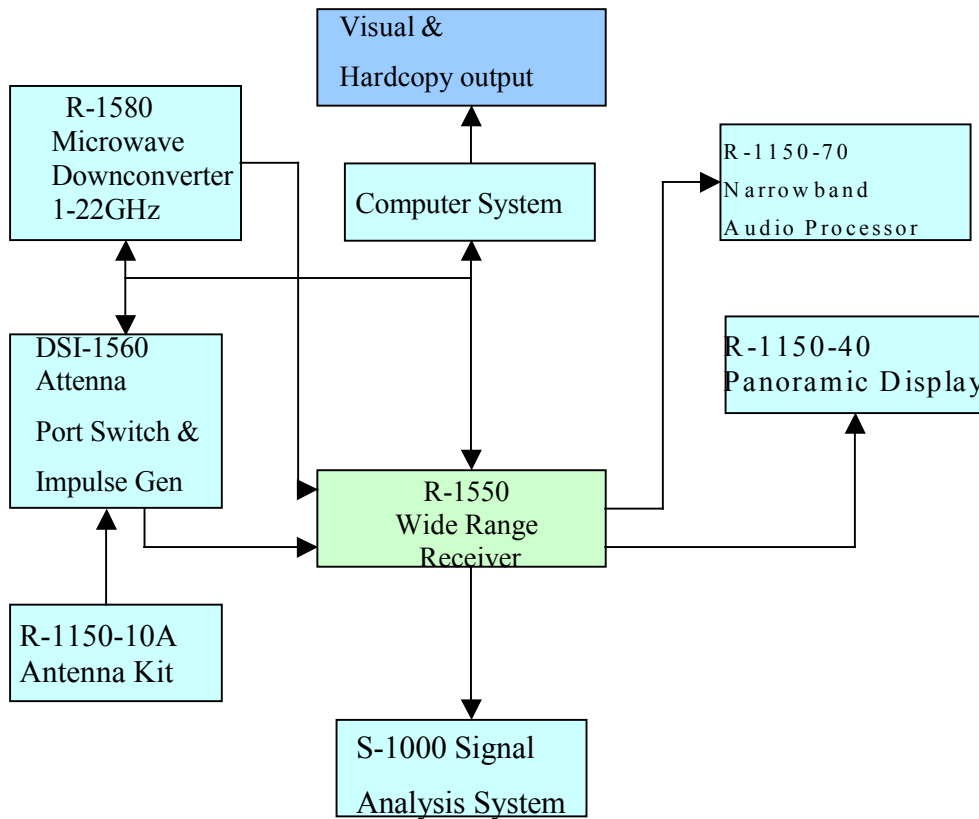 Visual &
Hardcopy output
R-1580
Microwave
Downconverter
1-22GHz
Computer System
R-1150-70
Narrowband
Audio Processor
DSI-1560
Attenna
Port Switch &
Impulse Gen
R-1150-40
Panoramic Display
R-1550
Wide Range
Receiver
R-1150-10A
Antenna Kit
S-1000 Signal
Analysis System